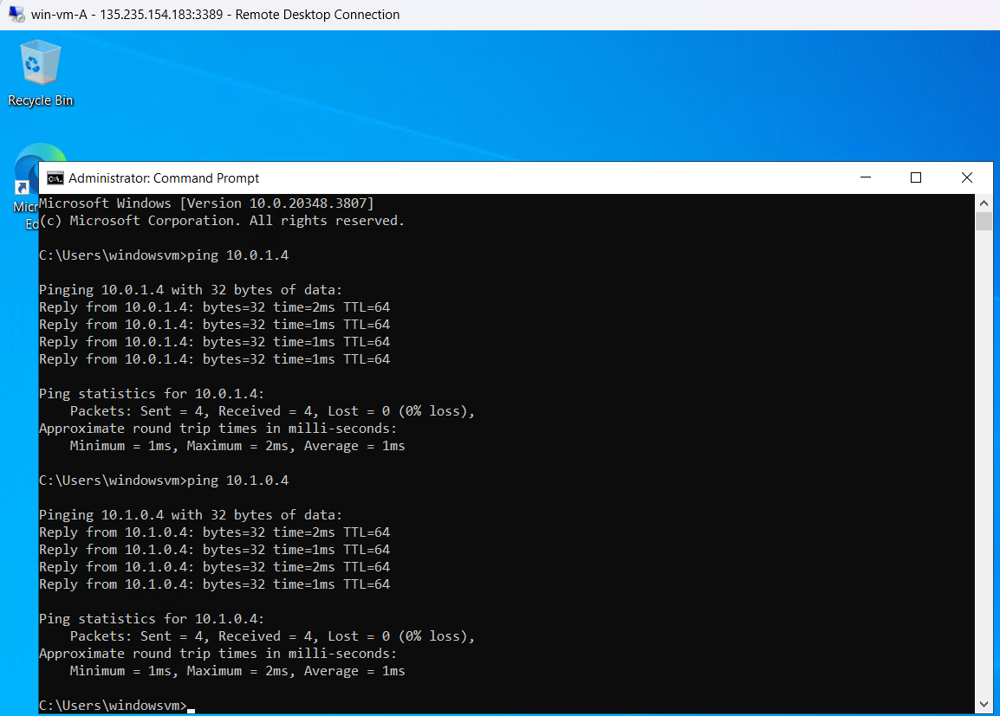 win-vm-A - 135.235.154.183:3389 - Remote Desktop Connection
Recycle Bin
Micr
Ed
Administrator: Command Prompt
Microsoft Windows [Version 10.0.20348.3807]
(c) Microsoft Corporation. All rights reserved.
C:\Users\windowsvm>ping 10.0.1.4
Pinging 10.0.1.4 with 32 bytes of data:
Reply from 10.0.1.4: bytes=32 time=2ms TTL=64
Reply from 10.0.1.4: bytes=32 time=1ms TTL=64
Reply from 10.0.1.4: bytes=32 time=1ms TTL=64
Reply from 10.0.1.4: bytes=32 time=1ms TTL=64
Ping statistics for 10.0.1.4:
    Packets: Sent = 4, Received = 4, Lost = 0 (0% loss),
Approximate round trip times in milli-seconds:
    Minimum = 1ms, Maximum = 2ms, Average = 1ms
C:\Users\windowsvm>ping 10.1.0.4
Pinging 10.1.0.4 with 32 bytes of data:
Reply from 10.1.0.4: bytes=32 time=2ms TTL=64
Reply from 10.1.0.4: bytes=32 time=1ms TTL=64
Reply from 10.1.0.4: bytes=32 time=2ms TTL=64
Reply from 10.1.0.4: bytes=32 time=1ms TTL=64
Ping statistics for 10.1.0.4:
    Packets: Sent = 4, Received = 4, Lost = 0 (0% loss),
Approximate round trip times in milli-seconds:
    Minimum = 1ms, Maximum = 2ms, Average = 1ms
C:\Users\windowsvm>